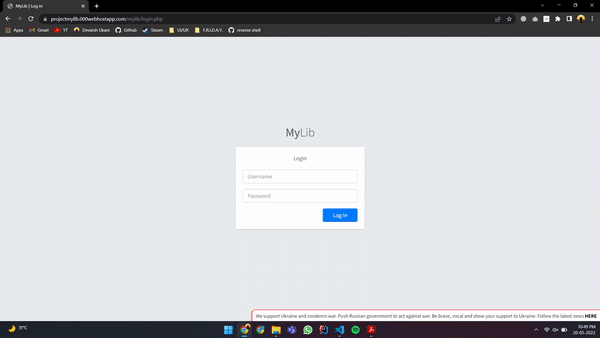 MyLib | Log in
projectmylib.000webhostapp.com/mylib/login.php
Apps Gmail YT Devarsh Ukani Github Steam UI/UX F.R.I.D.A.Y. reverse shell
MyLib
Login
Username
Password
Log In
We support Ukraine and condemn war. Push Russian government to act against war. Be brave, vocal and show your support to Ukraine. Follow the latest news HERE
31°C
10:49 PM
20-05-2022